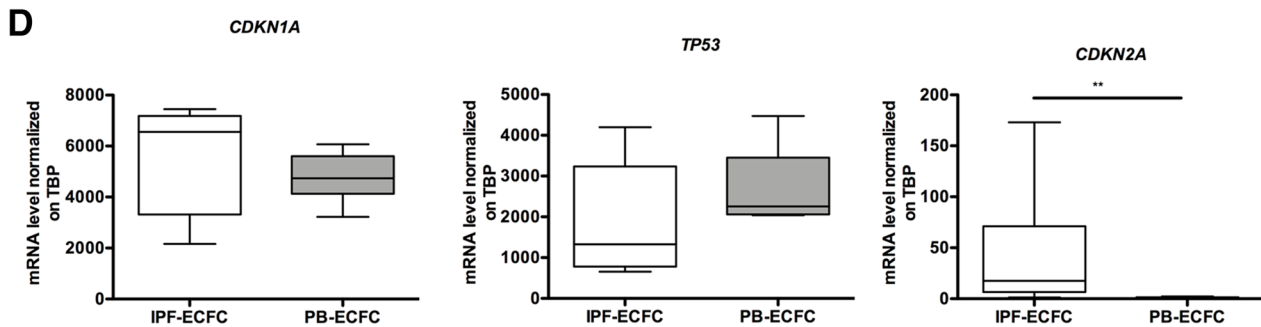 D
CDKN1A
mRNA level normalized
on TBP
8000
6000
4000
2000
0
IPF-ECFC PB-ECFC
TP53
mRNA level normalized
on TBP
5000
4000
3000
2000
1000
0
IPF-ECFC PB-ECFC
CDKN2A
**
mRNA level normalized
on TBP
200
150
100
50
0
IPF-ECFC PB-ECFC